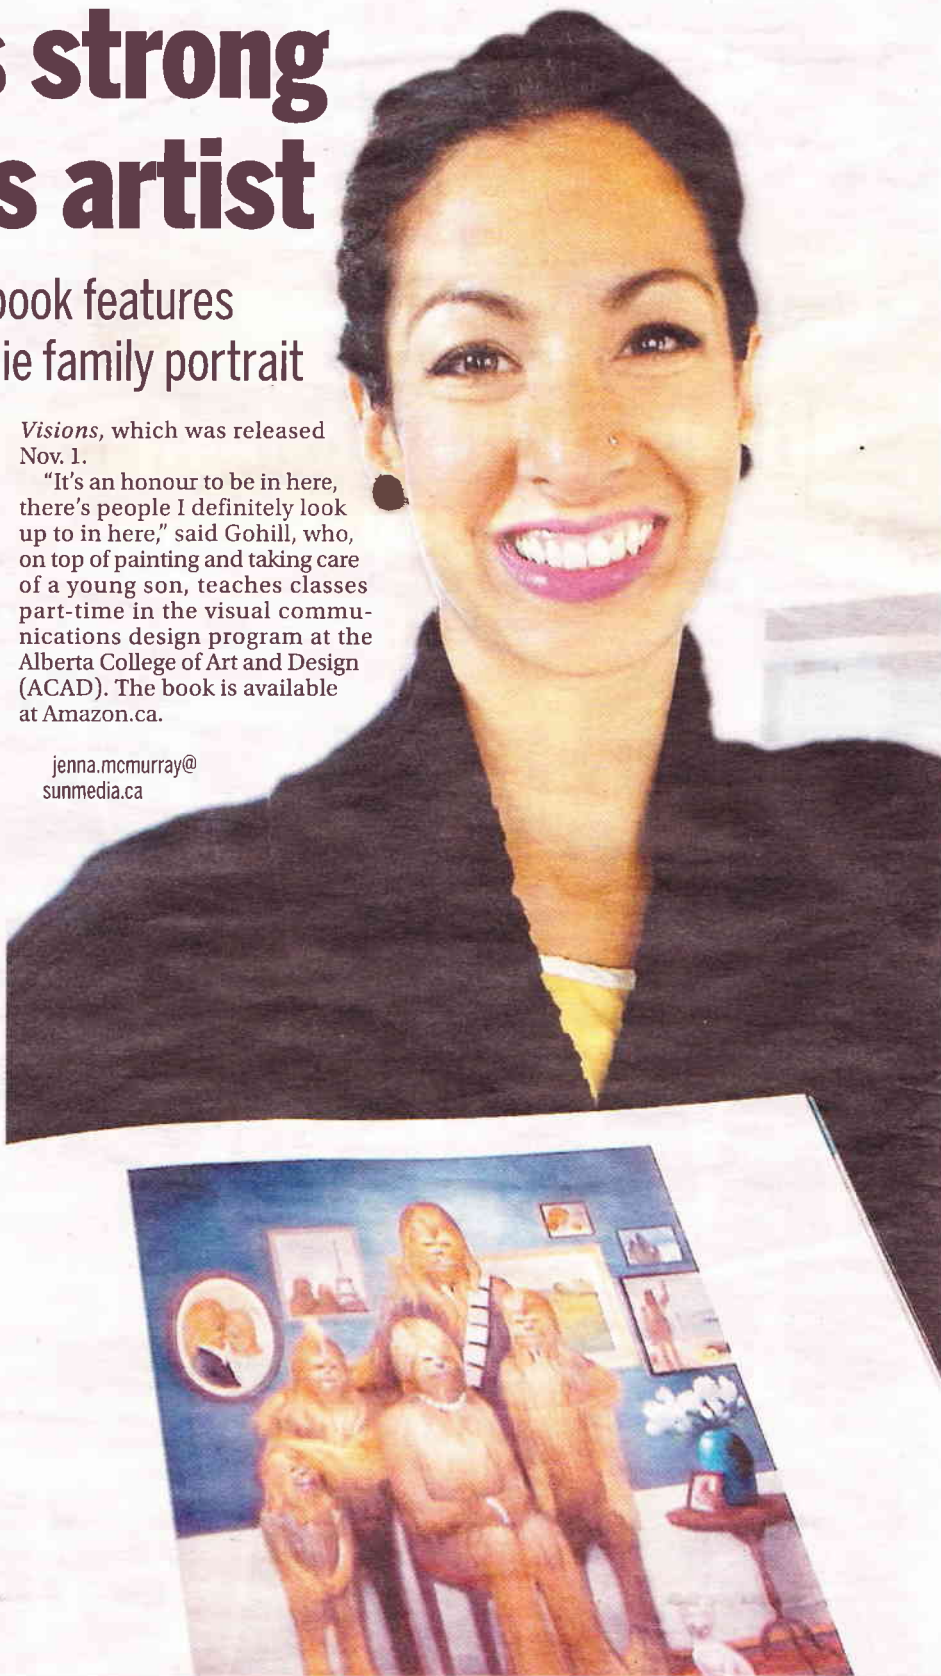 strong
s artist
book features
ie family portrait
Visions, which was released
Nov. 1.
“It’s an honour to be in here,
there’s people I definitely look
up to in here,” said Gohill, who,
on top of painting and taking care
of a young son, teaches classes
part-time in the visual commu-
nications design program at the
Alberta College of Art and Design
(ACAD). The book is available
at Amazon.ca.
jenna.mcmurray@
sunmedia.ca